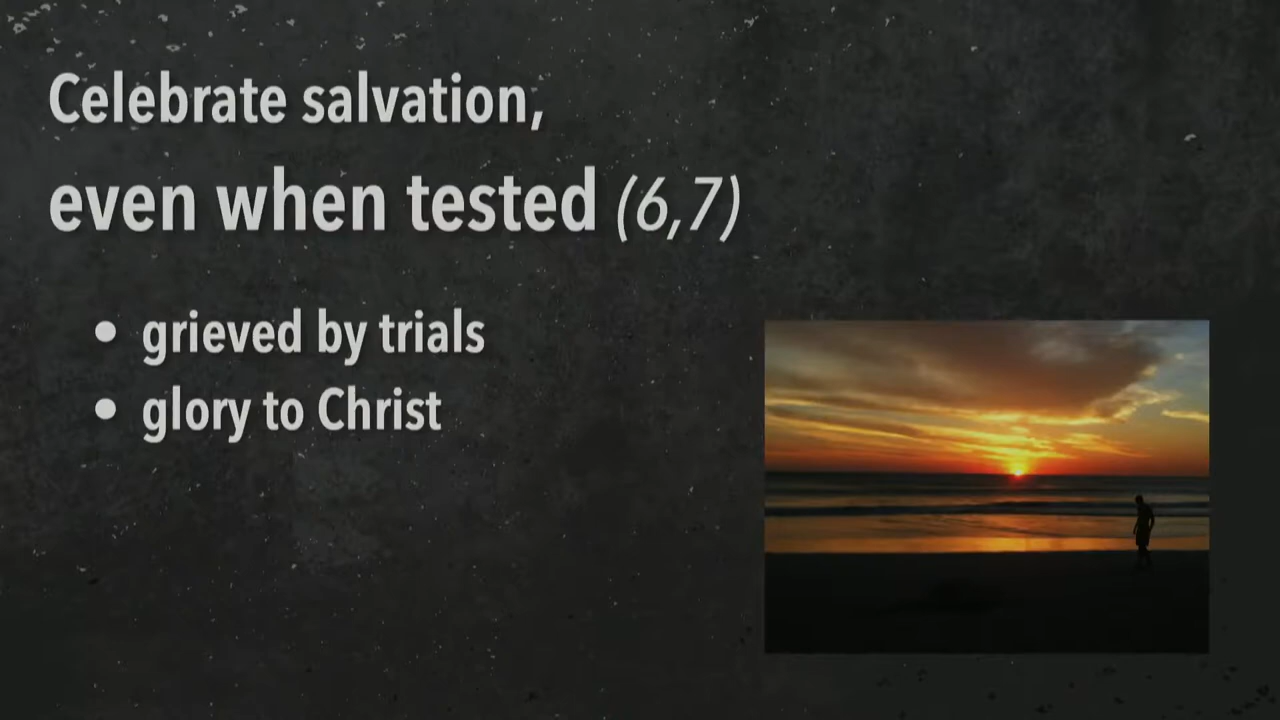 Celebrate salvation,
even when tested (6,7)
• grieved by trials
• glory to Christ